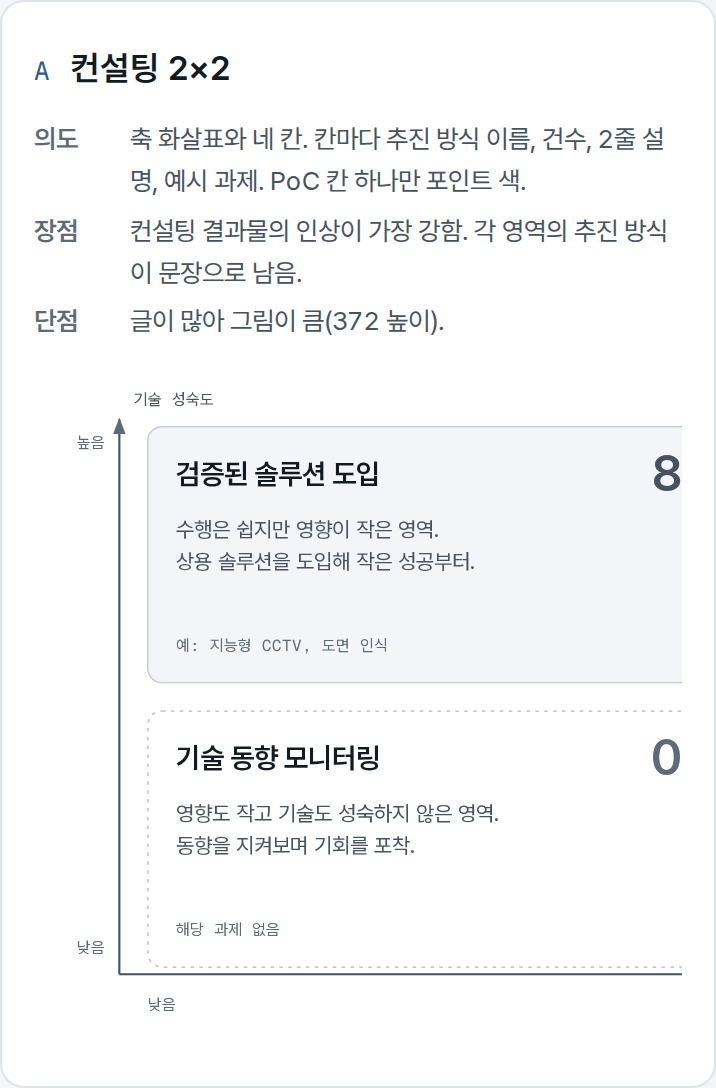 A 컨설팅 2×2
의도 축 화살표와 네 칸. 칸마다 추진 방식 이름, 건수, 2줄 설
명, 예시 과제. PoC 칸 하나만 포인트 색.
장점 컨설팅 결과물의 인상이 가장 강함. 각 영역의 추진 방식
이 문장으로 남음.
단점 글이 많아 그림이 큼(372 높이).
기술 성숙도
높음
검증된 솔루션 도입 8
수행은 쉽지만 영향이 작은 영역.
상용 솔루션을 도입해 작은 성공부터.
예: 지능형 CCTV, 도면 인식
기술 동향 모니터링 0
영향도 작고 기술도 성숙하지 않은 영역.
동향을 지켜보며 기회를 포착.
해당 과제 없음
낮음
낮음